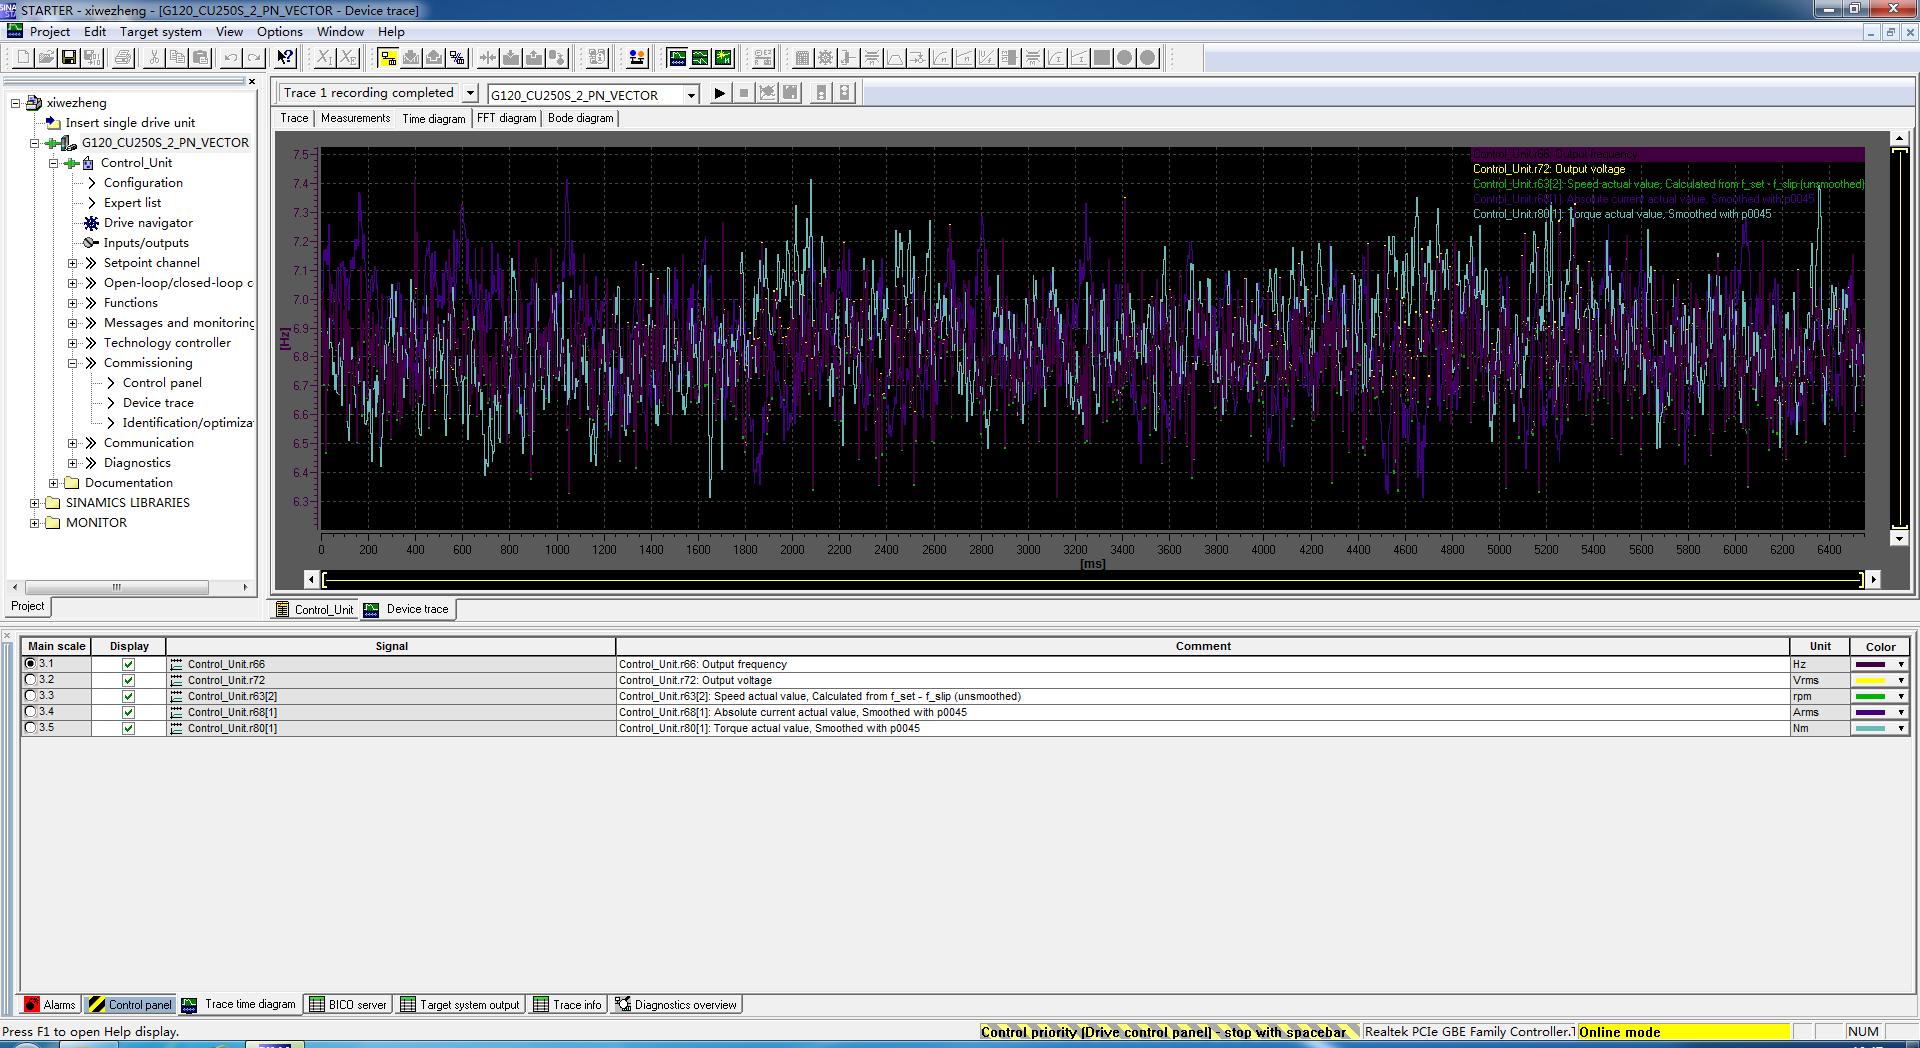 STARTER - xiwezheng - [G120_CU250S_2_PN_VECTOR - Device trace]
Project Edit Target system View Options Window Help
Trace 1 recording completed G120_CU250S_2_PN_VECTOR
Trace Measurements Time diagram FFT diagram Bode diagram
xiwezheng
Insert single drive unit
G120_CU250S_2_PN_VECTOR
Control_Unit
Configuration
Expert list
Drive navigator
Inputs/outputs
Setpoint channel
Open-loop/closed-loop c
Functions
Messages and monitoring
Technology controller
Commissioning
Control panel
Device trace
Identification/optimiza
Communication
Diagnostics
Documentation
SINAMICS LIBRARIES
MONITOR
Project
Control_Unit.r66: Output frequency
Control_Unit.r72: Output voltage
Control_Unit.r63[2]: Speed actual value, Calculated from f_set - f_slip (unsmoothed)
Control_Unit.r68[1]: Absolute current actual value, Smoothed with p0045
Control_Unit.r80[1]: Torque actual value, Smoothed with p0045
7.5
7.4
7.3
7.2
7.1
7.0
6.9
6.8
6.7
6.6
6.5
6.4
6.3
[Hz]
0 200 400 600 800 1000 1200 1400 1600 1800 2000 2200 2400 2600 2800 3000 3200 3400 3600 3800 4000 4200 4400 4600 4800 5000 5200 5400 5600 5800 6000 6200 6400
[ms]
Control_Unit Device trace
Main scale Display Signal Comment Unit Color
3.1 Control_Unit.r66 Control_Unit.r66: Output frequency Hz
3.2 Control_Unit.r72 Control_Unit.r72: Output voltage Vrms
3.3 Control_Unit.r63[2] Control_Unit.r63[2]: Speed actual value, Calculated from f_set - f_slip (unsmoothed) rpm
3.4 Control_Unit.r68[1] Control_Unit.r68[1]: Absolute current actual value, Smoothed with p0045 Arms
3.5 Control_Unit.r80[1] Control_Unit.r80[1]: Torque actual value, Smoothed with p0045 Nm
Alarms Control panel Trace time diagram BICO server Target system output Trace info Diagnostics overview
Press F1 to open Help display. Control priority [Drive control panel] - stop with spacebar Realtek PCIe GBE Family Controller.T Online mode NUM